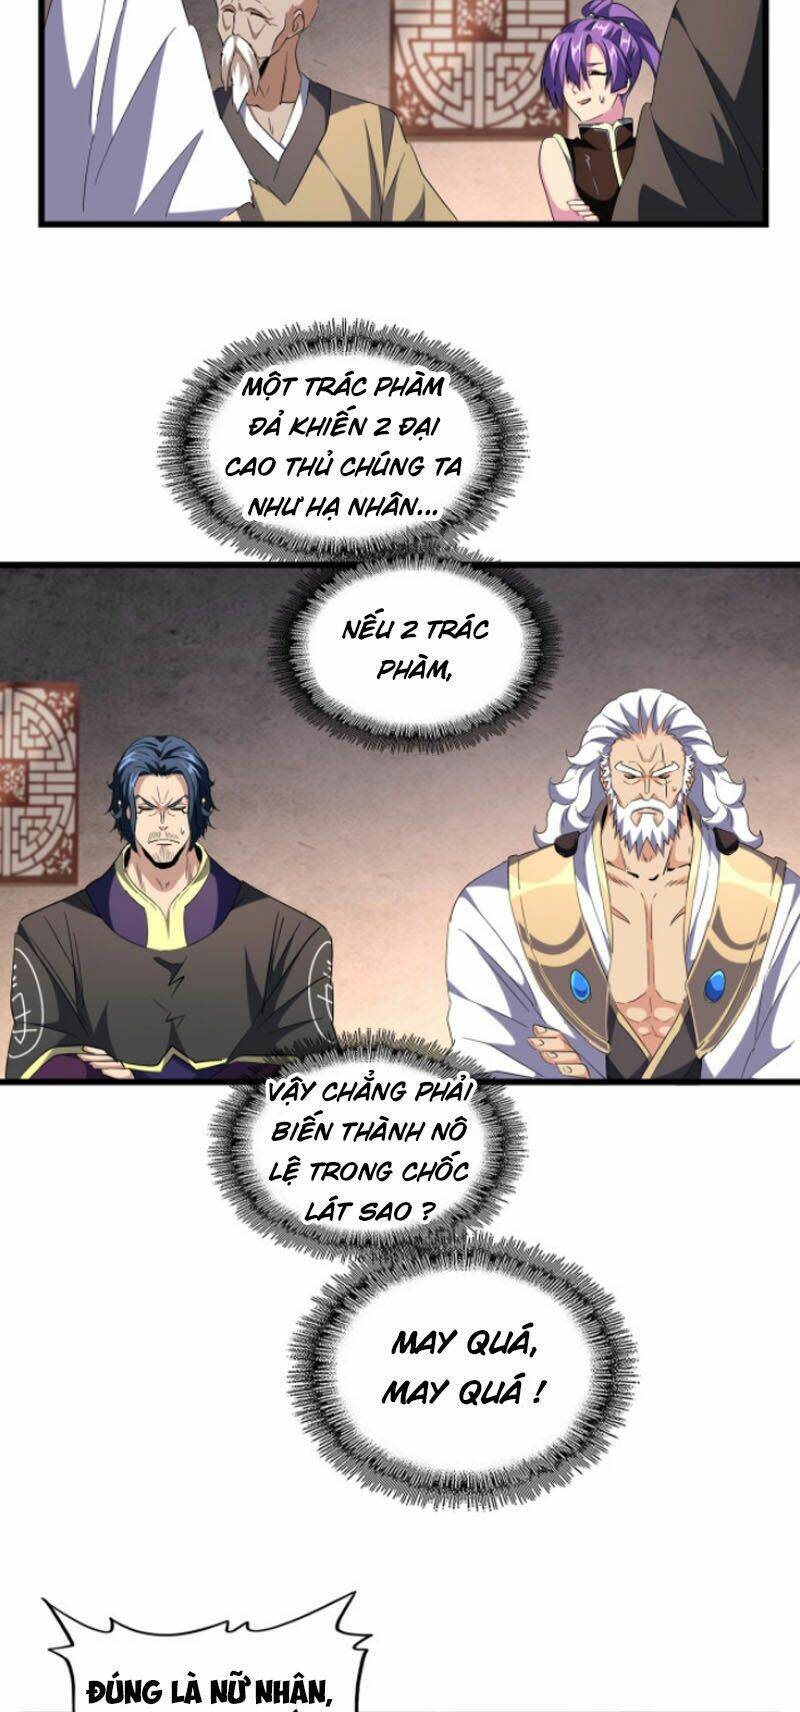 MỘT TRÁC PHÀM
ĐẢ KHIẾN 2 ĐẠI
CAO THỦ CHÚNG TA
NHƯ HẠ NHÂN...
NẾU 2 TRÁC
PHÀM,
VẬY CHẲNG PHẢI
BIẾN THÀNH NÔ
LỆ TRONG CHỐC
LÁT SAO ?
MAY QUÁ,
MAY QUÁ !
ĐÚNG LÀ NỮ NHÂN,